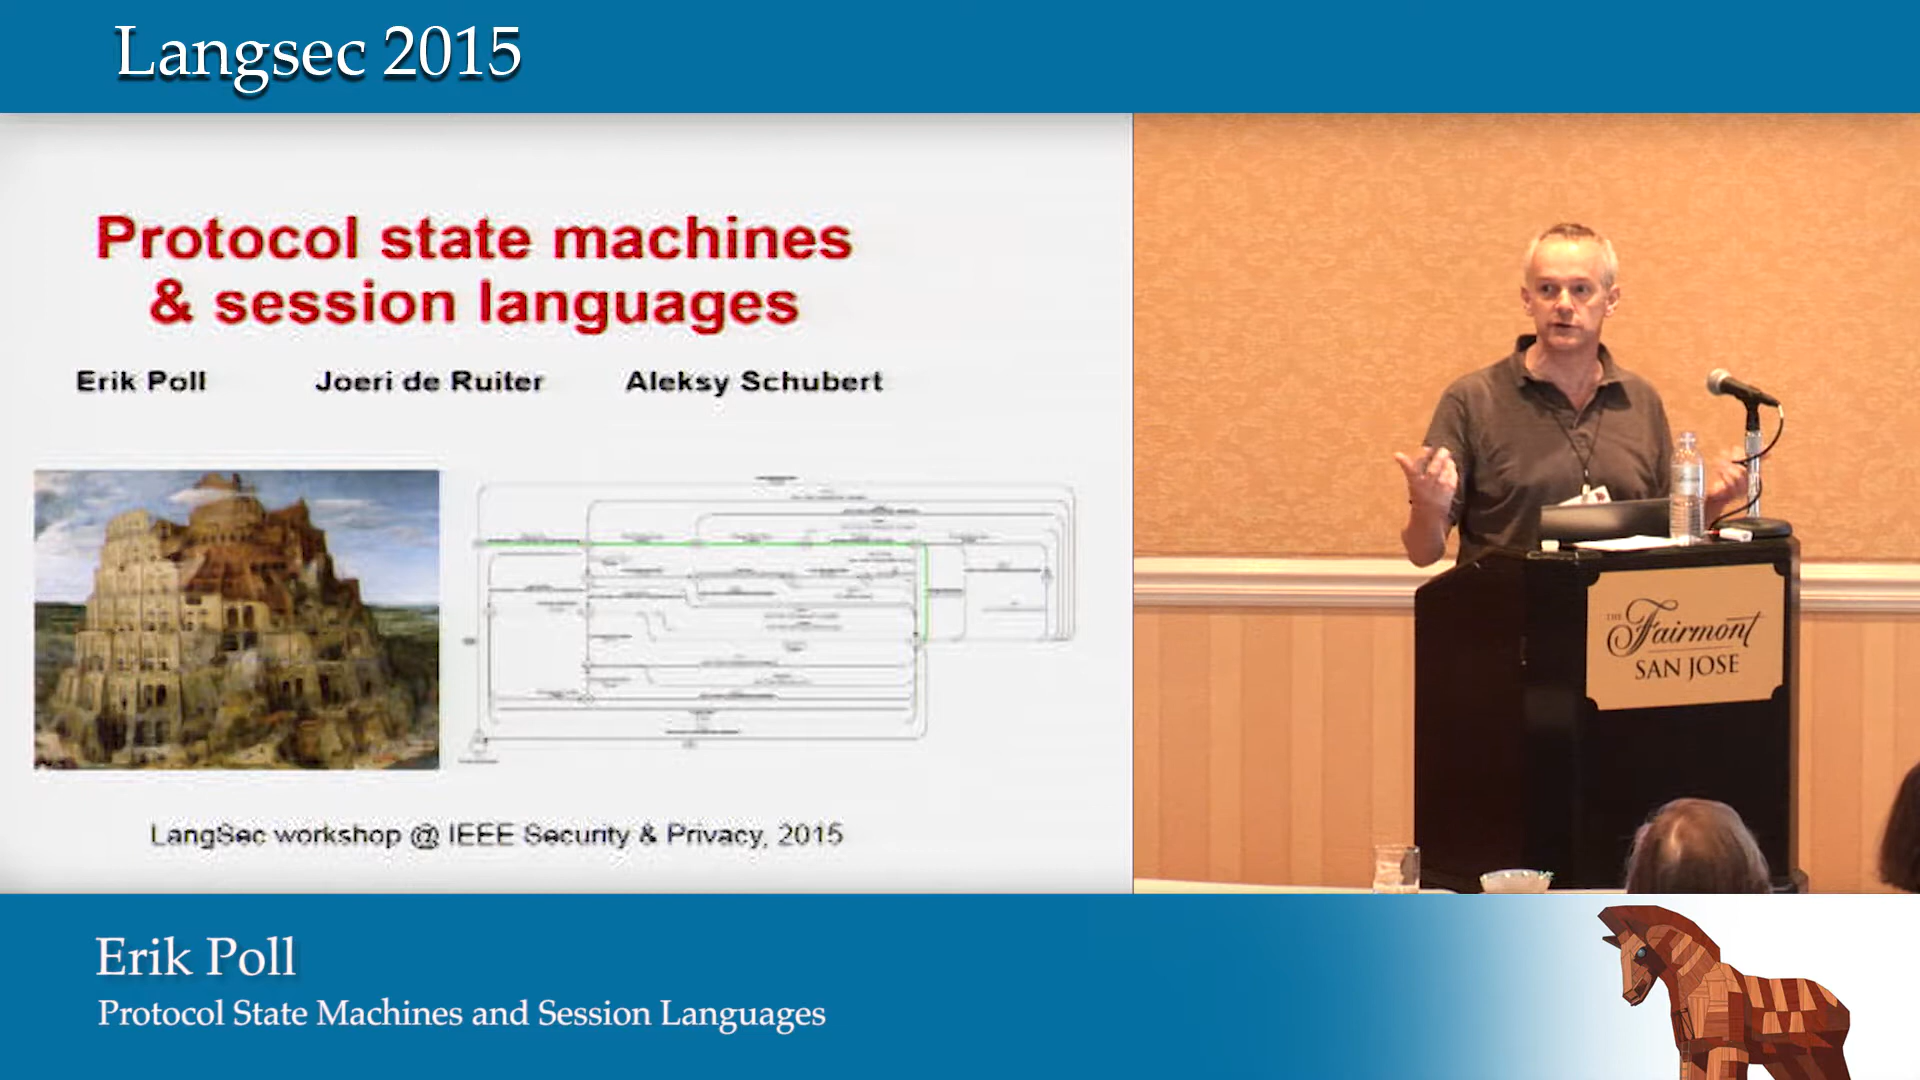 Langsec 2015
Protocol state machines
& session languages
Erik Poll Joeri de Ruiter Aleksy Schubert
LangSec workshop @ IEEE Security & Privacy, 2015
THE Fairmont
SAN JOSE
Erik Poll
Protocol State Machines and Session Languages